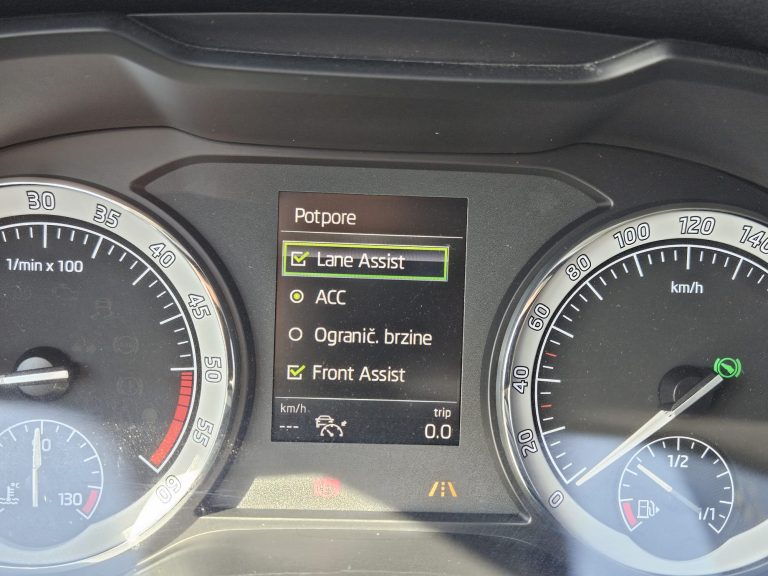 Potpore
Lane Assist
ACC
Ogranič. brzine
Front Assist
km/h
trip
---
0.0
30
35
40
45
50
55
60
1/min x 100
130
0
20
40
60
80
100
120
140
km/h
1/2
1/1